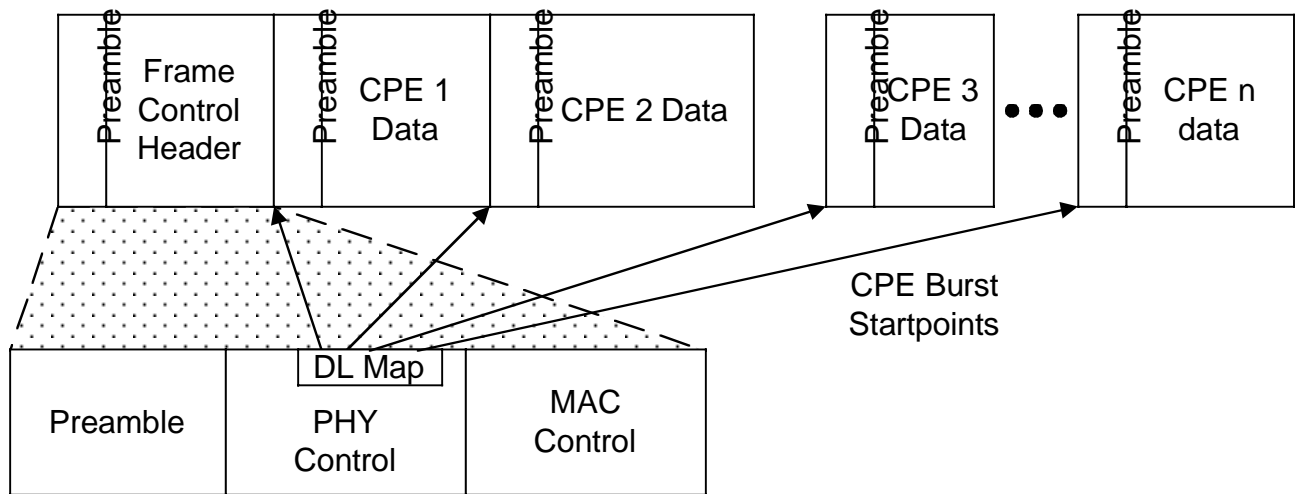 Preamble
Frame
Control
Header
Preamble
CPE 1
Data
Preamble
CPE 2 Data
Preamble
CPE 3
Data
Preamble
CPE n
data
CPE Burst
Startpoints
Preamble
DL Map
PHY
Control
MAC
Control